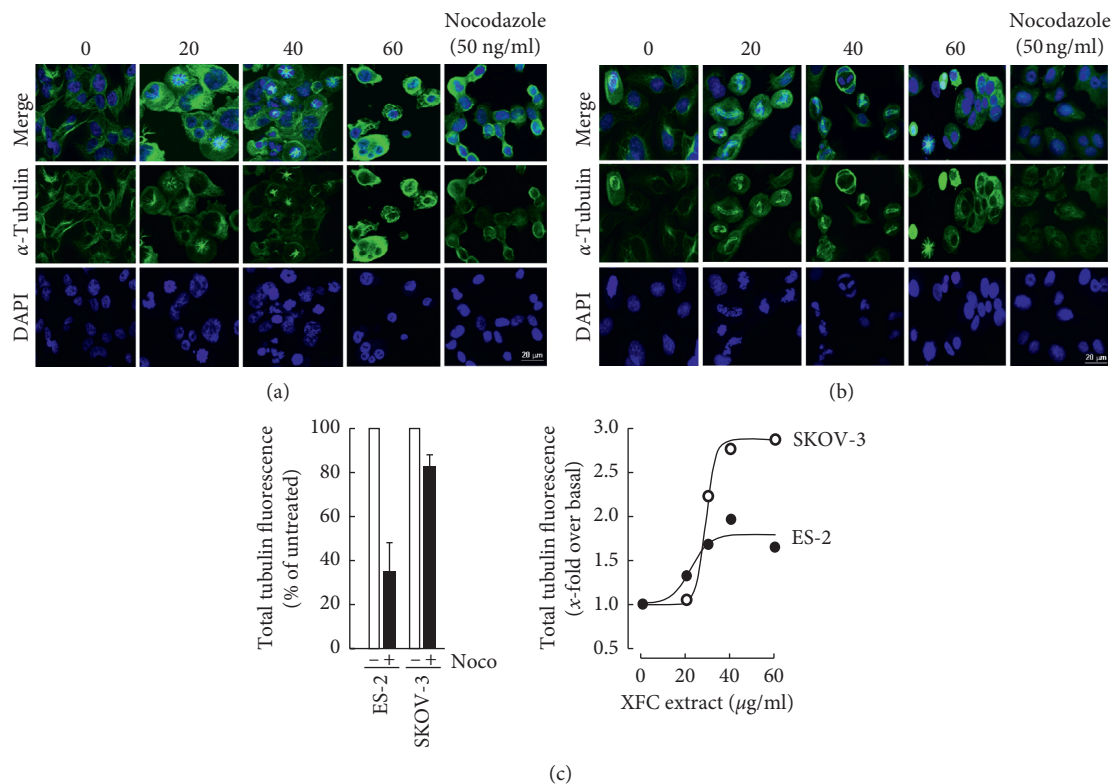 Nocodazole
0 20 40 60 (50 ng/ml)
Merge
α-Tubulin
DAPI
20 μm
(a)
Nocodazole
0 20 40 60 (50 ng/ml)
Merge
α-Tubulin
DAPI
20 μm
(b)
Total tubulin fluorescence
(% of untreated)
100
80
60
40
20
0
− + − + Noco
ES-2
SKOV-3
Total tubulin fluorescence
(x-fold over basal)
3.0
2.5
2.0
1.5
1.0
0.5
SKOV-3
ES-2
0 20 40 60
XFC extract (μg/ml)
(c)